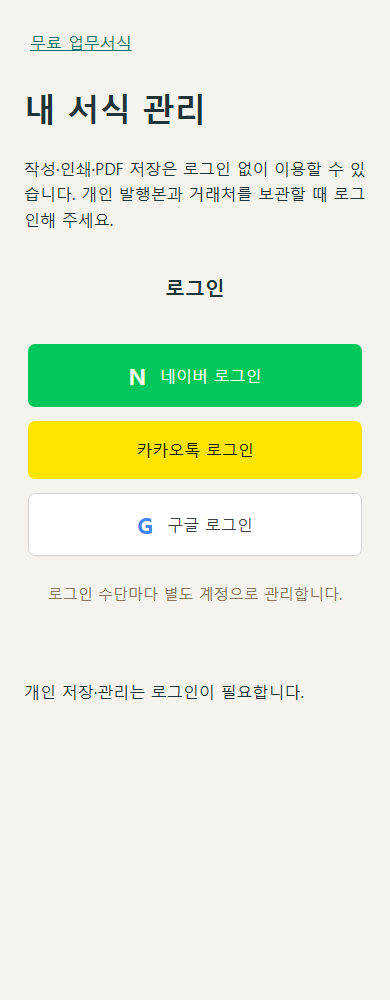 무료 업무서식
내 서식 관리
작성·인쇄·PDF 저장은 로그인 없이 이용할 수 있
습니다. 개인 발행본과 거래처를 보관할 때 로그
인해 주세요.
로그인
N 네이버 로그인
카카오톡 로그인
G 구글 로그인
로그인 수단마다 별도 계정으로 관리합니다.
개인 저장·관리는 로그인이 필요합니다.